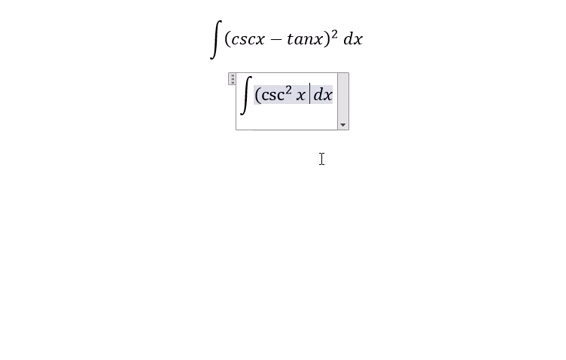 ∫(cscx − tanx)² dx
∫(csc² x dx